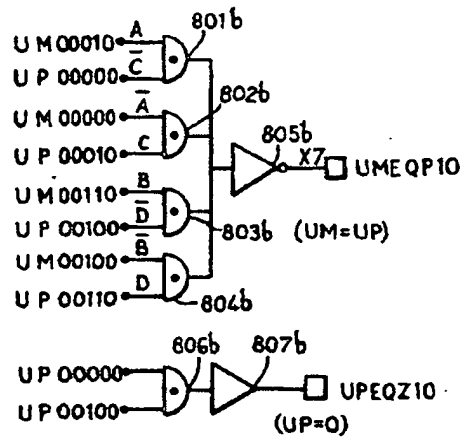 801b
UM00010 A
UP00000 C̅
802b
UM00000 A̅
UP00010 C
805b
X7
UMEQP10
UM00110 B
UP00100 D̅
803b
(UM=UP)
UM00100 B̅
UP00110 D
804b
806b
807b
UP00000
UP00100
UPEQZ10
(UP=0)